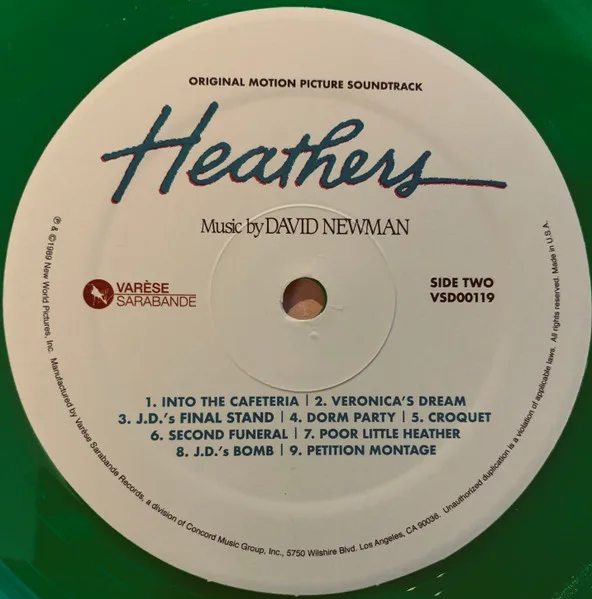 ORIGINAL MOTION PICTURE SOUNDTRACK
Heathers
Music by DAVID NEWMAN
VARÈSE
SARABANDE
SIDE TWO
VSD00119
1. INTO THE CAFETERIA | 2. VERONICA'S DREAM
3. J.D.'s FINAL STAND | 4. DORM PARTY | 5. CROQUET
6. SECOND FUNERAL | 7. POOR LITTLE HEATHER
8. J.D.'s BOMB | 9. PETITION MONTAGE
℗ & ©1989 New World Pictures, Inc. Manufactured by Varèse Sarabande Records, a division of Concord Music Group, Inc., 5750 Wilshire Blvd. Los Angeles, CA 90036. Unauthorized duplication is a violation of applicable laws. All rights reserved. Made in U.S.A.